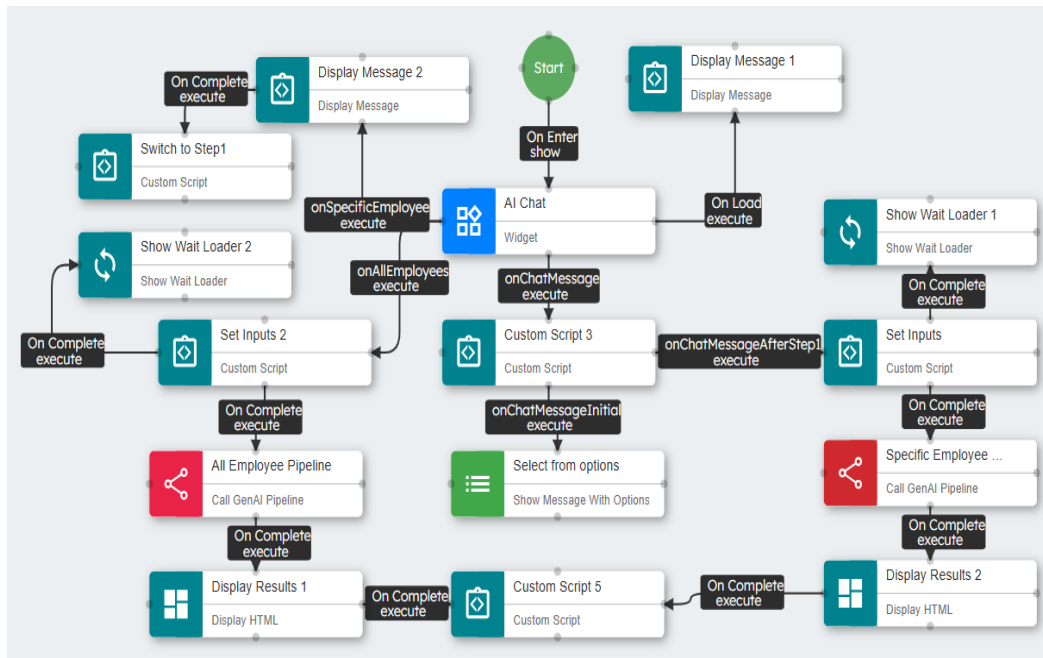 Start
Display Message 1
Display Message
Display Message 2
Display Message
On Complete
execute
On Enter
show
Switch to Step1
Custom Script
onSpecificEmployee
execute
AI Chat
Widget
On Load
execute
Show Wait Loader 1
Show Wait Loader
Show Wait Loader 2
Show Wait Loader
onAllEmployees
execute
onChatMessage
execute
On Complete
execute
On Complete
execute
Set Inputs 2
Custom Script
Custom Script 3
Custom Script
onChatMessageAfterStep1
execute
Set Inputs
Custom Script
On Complete
execute
onChatMessageInitial
execute
On Complete
execute
All Employee Pipeline
Call GenAI Pipeline
Select from options
Show Message With Options
Specific Employee ...
Call GenAI Pipeline
On Complete
execute
On Complete
execute
Display Results 1
Display HTML
On Complete
execute
Custom Script 5
Custom Script
On Complete
execute
Display Results 2
Display HTML